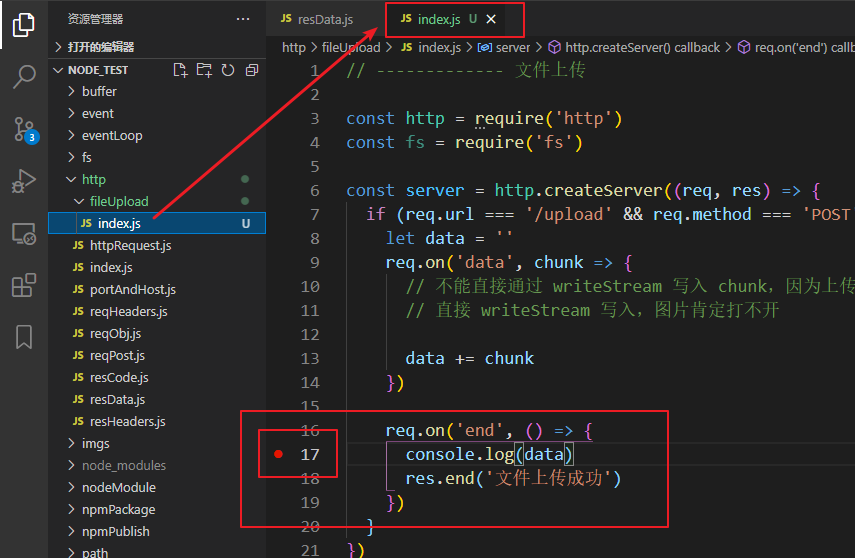 资源管理器
···
打开的编辑器
NODE_TEST
buffer
event
eventLoop
fs
http
fileUpload
JS index.js U
JS httpRequest.js
JS index.js
JS portAndHost.js
JS reqHeaders.js
JS reqObj.js
JS reqPost.js
JS resCode.js
JS resData.js
JS resHeaders.js
imgs
node_modules
nodeModule
npmPackage
npmPublish
path
3
JS resData.js
JS index.js U ×
http > fileUpload > JS index.js > server > http.createServer() callback > req.on('end') callb
1 // ------------- 文件上传
2
3 const http = require('http')
4 const fs = require('fs')
5
6 const server = http.createServer((req, res) => {
7 if (req.url === '/upload' && req.method === 'POST
8 let data = ''
9 req.on('data', chunk => {
10 // 不能直接通过 writeStream 写入 chunk，因为上传
11 // 直接 writeStream 写入，图片肯定打不开
12
13 data += chunk
14 })
15
16 req.on('end', () => {
17 console.log(data)
18 res.end('文件上传成功')
19 })
20 }
21 })